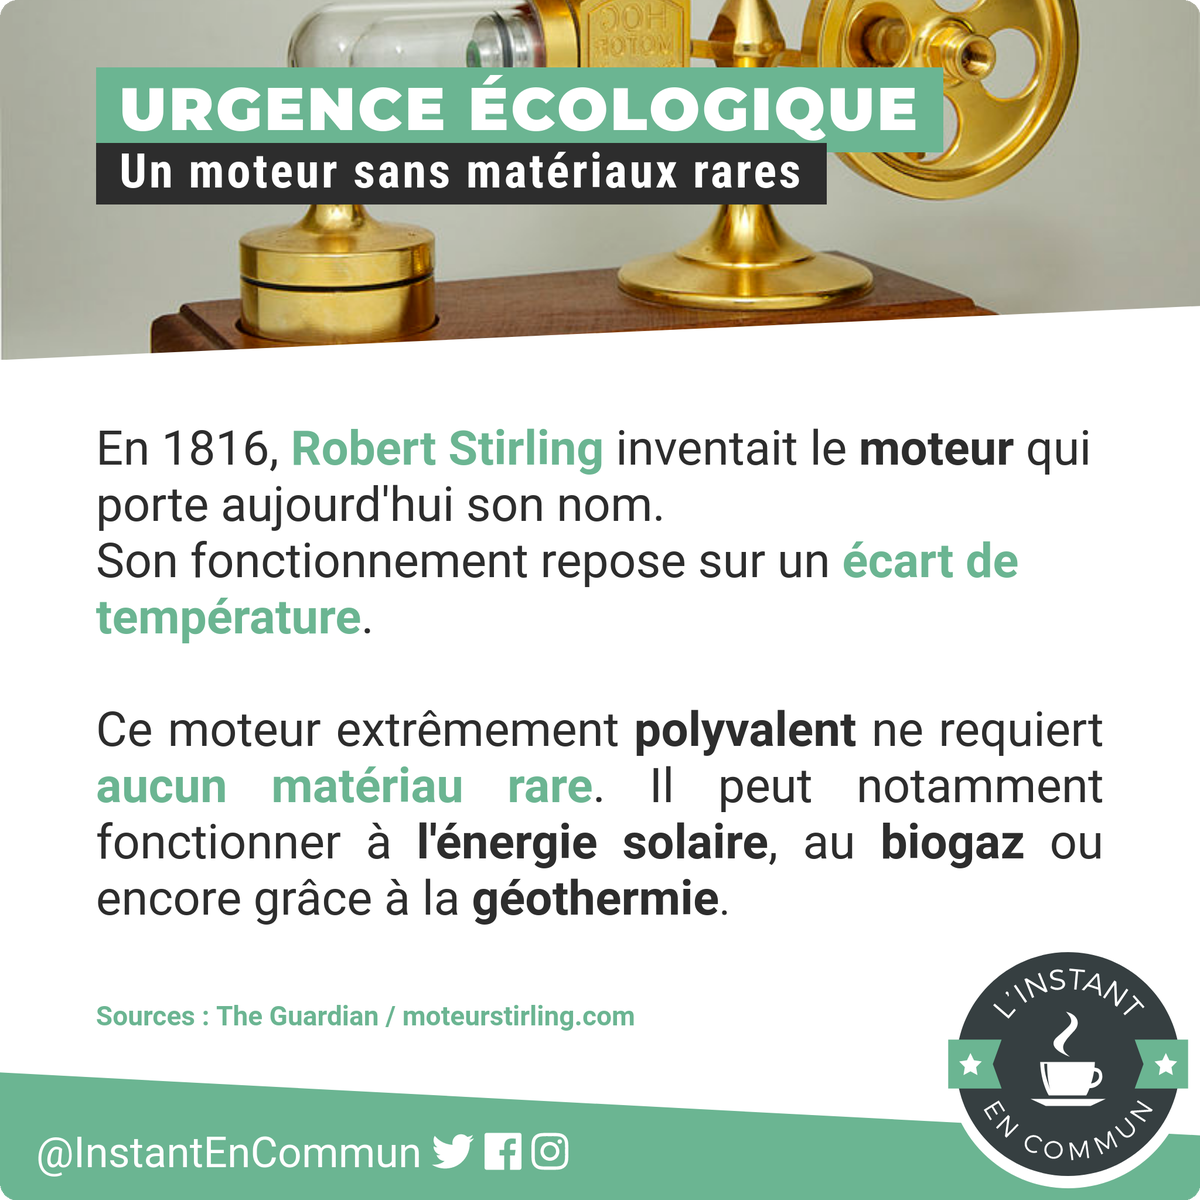 HOG
MOTOR
URGENCE ÉCOLOGIQUE
Un moteur sans matériaux rares
En 1816, Robert Stirling inventait le moteur qui
porte aujourd'hui son nom.
Son fonctionnement repose sur un écart de
température.
Ce moteur extrêmement polyvalent ne requiert
aucun matériau rare. Il peut notamment
fonctionner à l'énergie solaire, au biogaz ou
encore grâce à la géothermie.
Sources : The Guardian / moteurstirling.com
L'INSTANT
EN COMMUN
@InstantEnCommun